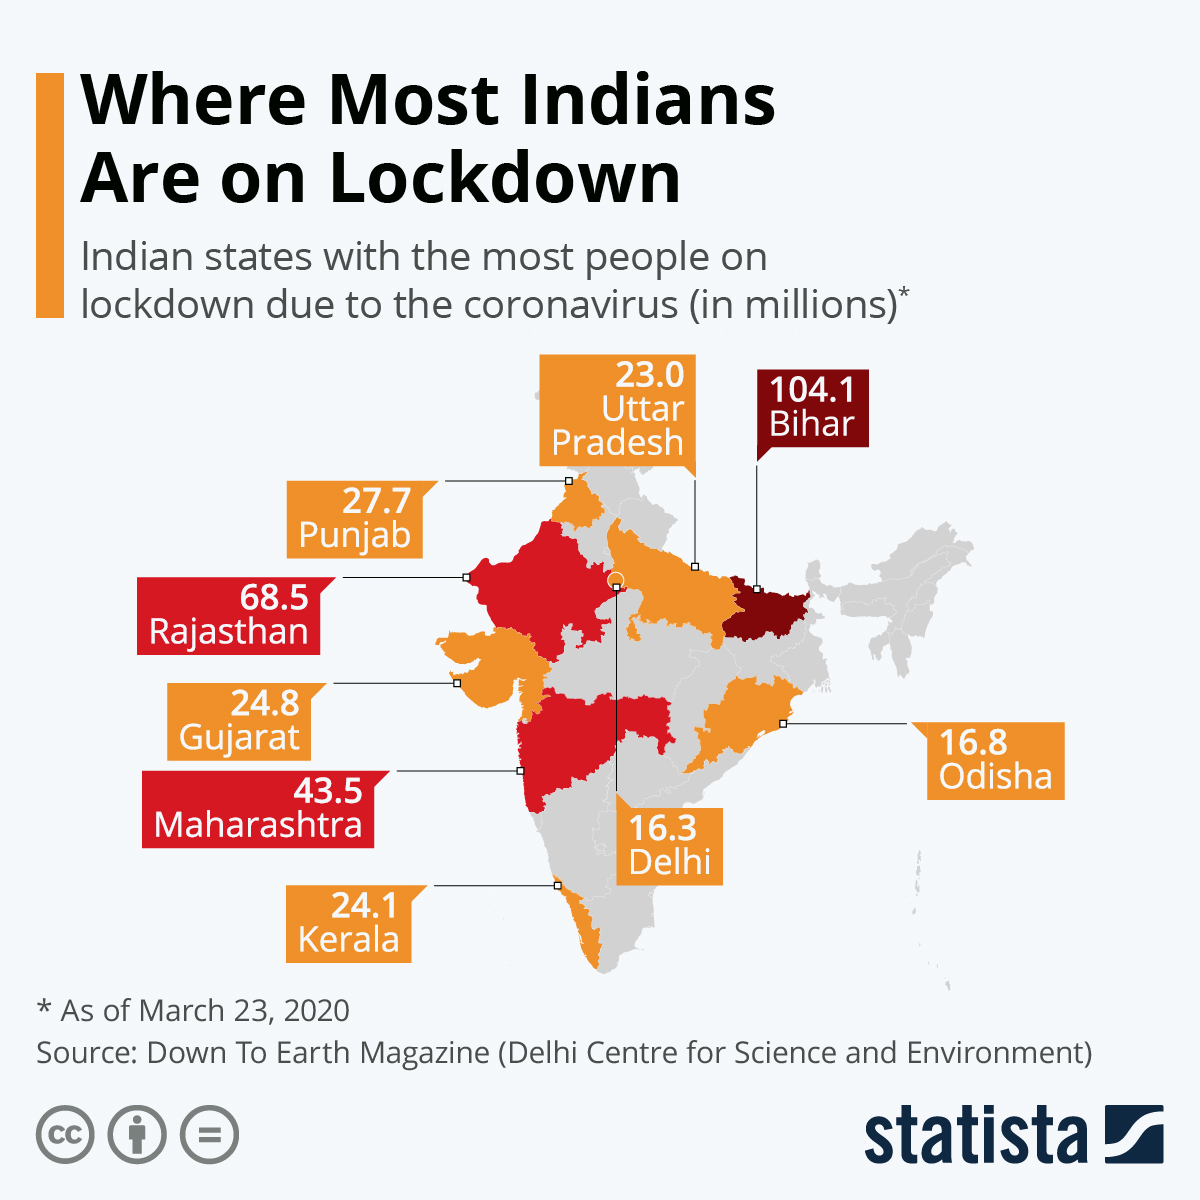 Where Most Indians
Are on Lockdown
Indian states with the most people on
lockdown due to the coronavirus (in millions)*
23.0
Uttar
Pradesh
104.1
Bihar
27.7
Punjab
68.5
Rajasthan
24.8
Gujarat
43.5
Maharashtra
16.8
Odisha
16.3
Delhi
24.1
Kerala
* As of March 23, 2020
Source: Down To Earth Magazine (Delhi Centre for Science and Environment)
cc
statista